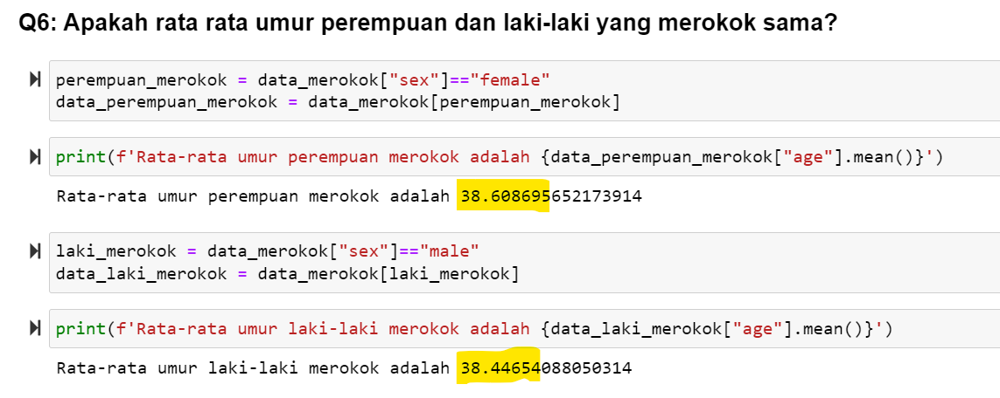 Q6: Apakah rata rata umur perempuan dan laki-laki yang merokok sama?
perempuan_merokok = data_merokok["sex"]=="female"
data_perempuan_merokok = data_merokok[perempuan_merokok]
print(f'Rata-rata umur perempuan merokok adalah {data_perempuan_merokok["age"].mean()}')
Rata-rata umur perempuan merokok adalah 38.608695652173914
laki_merokok = data_merokok["sex"]=="male"
data_laki_merokok = data_merokok[laki_merokok]
print(f'Rata-rata umur laki-laki merokok adalah {data_laki_merokok["age"].mean()}')
Rata-rata umur laki-laki merokok adalah 38.44654088050314